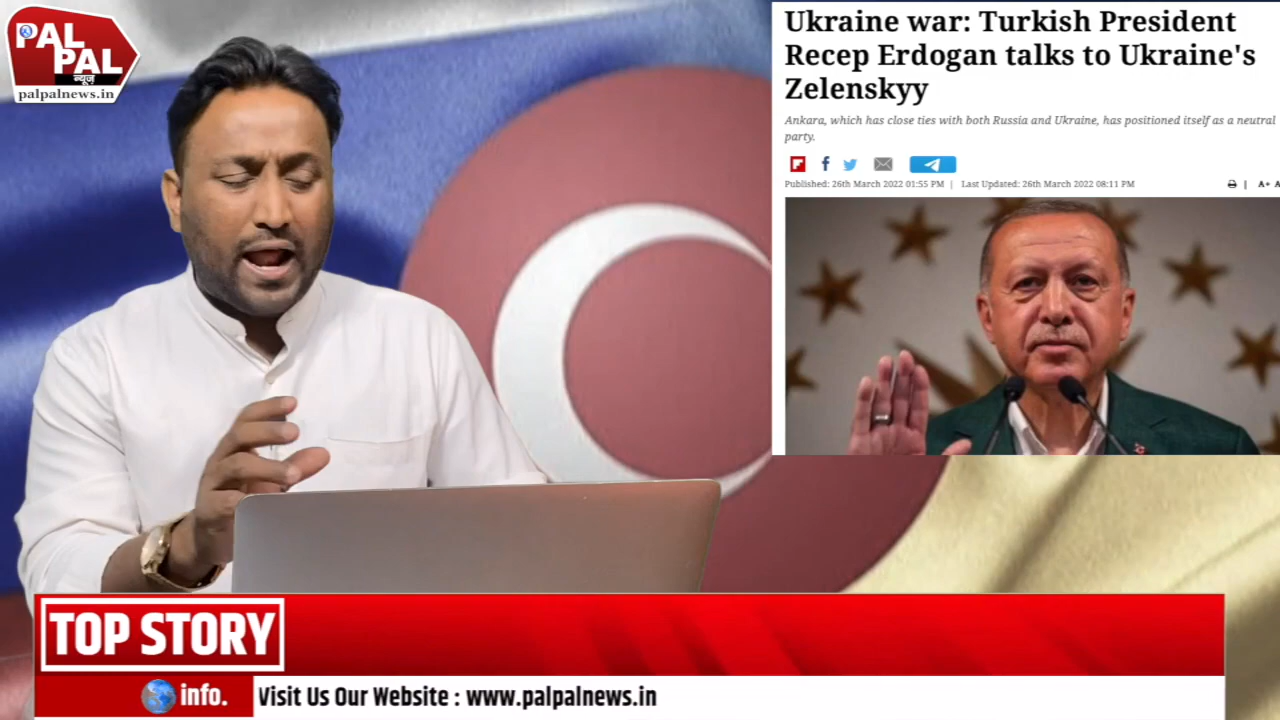 PAL
PAL
न्यूज़
palpalnews.in
Ukraine war: Turkish President
Recep Erdogan talks to Ukraine's
Zelenskyy
Ankara, which has close ties with both Russia and Ukraine, has positioned itself as a neutral
party.
Published: 26th March 2022 01:55 PM | Last Updated: 26th March 2022 08:11 PM
A+ A
TOP STORY
info.
Visit Us Our Website : www.palpalnews.in